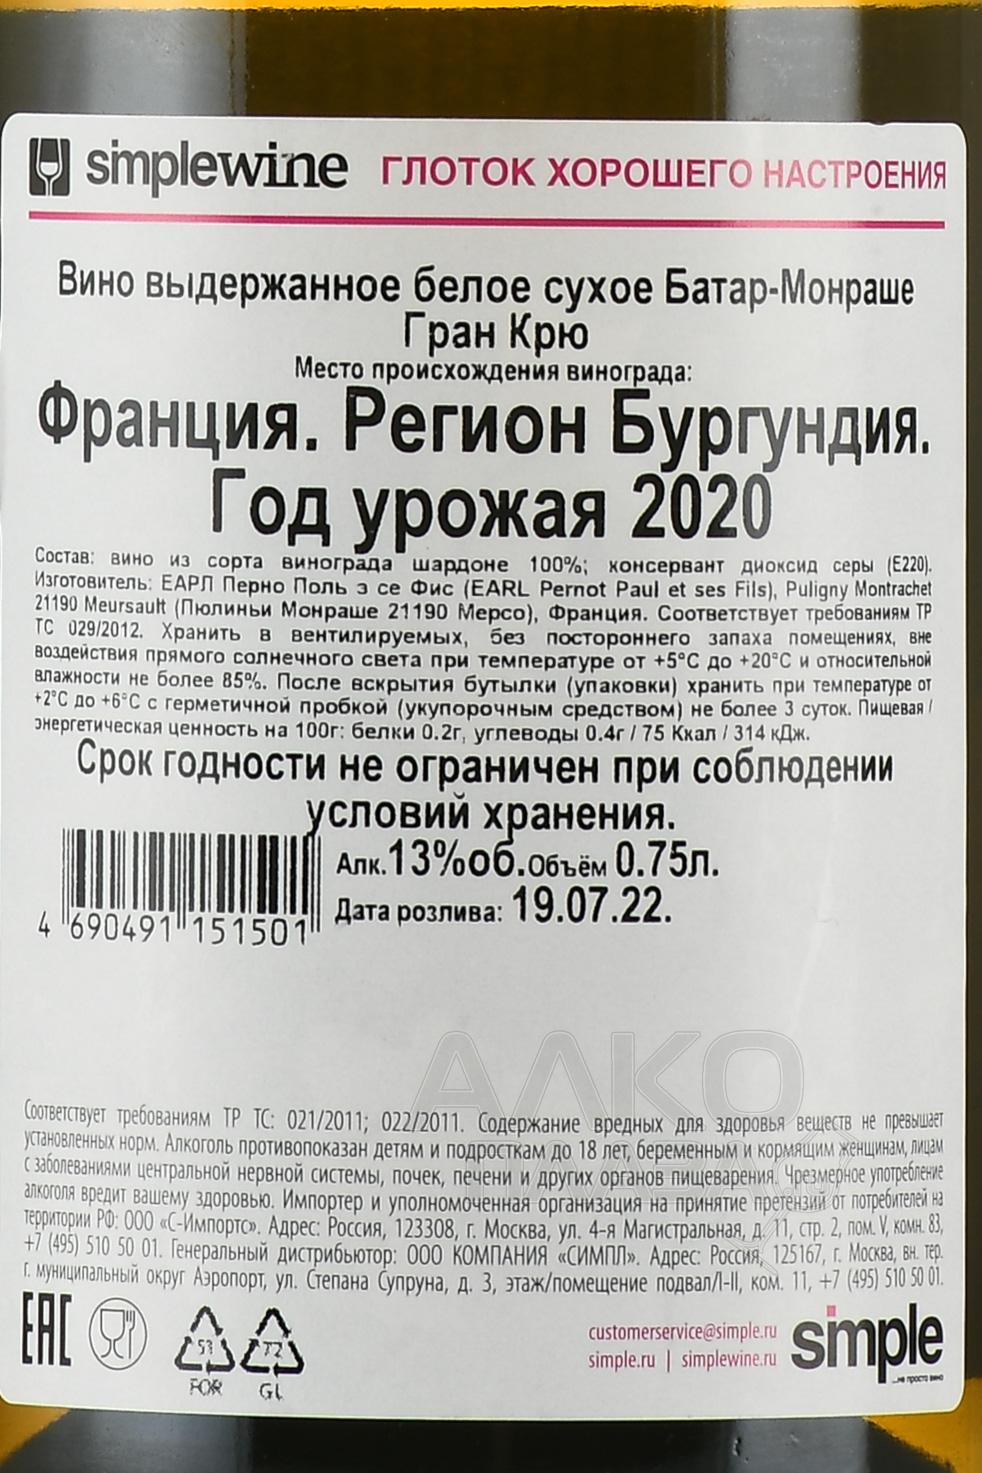 simplewine ГЛОТОК ХОРОШЕГО НАСТРОЕНИЯ
Вино выдержанное белое сухое Батар-Монраше
Гран Крю
Место происхождения винограда:
Франция. Регион Бургундия.
Год урожая 2020
Состав: вино из сорта винограда шардоне 100%; консервант диоксид серы (Е220).
Изготовитель: ЕАРЛ Перно Поль э се Фис (EARL Pernot Paul et ses Fils), Puligny Montrachet
21190 Meursault (Пюлиньи Монраше 21190 Мерсо), Франция. Соответствует требованиям ТР
ТС 029/2012. Хранить в вентилируемых, без постороннего запаха помещениях, вне
воздействия прямого солнечного света при температуре от +5°С до +20°С и относительной
влажности не более 85%. После вскрытия бутылки (упаковки) хранить при температуре от
+2°С до +6°С с герметичной пробкой (укупорочным средством) не более 3 суток. Пищевая /
энергетическая ценность на 100г: белки 0.2г, углеводы 0.4г / 75 Ккал / 314 кДж.
Срок годности не ограничен при соблюдении
условий хранения.
Алк.13%об.Объём 0.75л.
Дата розлива: 19.07.22.
4 690491 151501
АЛКО
ПАЛЕВО
Соответствует требованиям ТР ТС: 021/2011; 022/2011. Содержание вредных для здоровья веществ не превышает
установленных норм. Алкоголь противопоказан детям и подросткам до 18 лет, беременным и кормящим женщинам, лицам
с заболеваниями центральной нервной системы, почек, печени и других органов пищеварения. Чрезмерное употребление
алкоголя вредит вашему здоровью. Импортер и уполномоченная организация на принятие претензий от потребителей на
территории РФ: ООО «С-Импортс». Адрес: Россия, 123308, г. Москва, ул. 4-я Магистральная, д. 11, стр. 2, пом. V, комн. 83,
+7 (495) 510 50 01. Генеральный дистрибьютор: ООО КОМПАНИЯ «СИМПЛ». Адрес: Россия, 125167, г. Москва, вн. тер.
г. муниципальный округ Аэропорт, ул. Степана Супруна, д. 3, этаж/помещение подвал/I-II, ком. 11, +7 (495) 510 50 01.
ЕАС
51
FOR
72
GL
customerservice@simple.ru
simple.ru | simplewine.ru
simple
...не просто вино